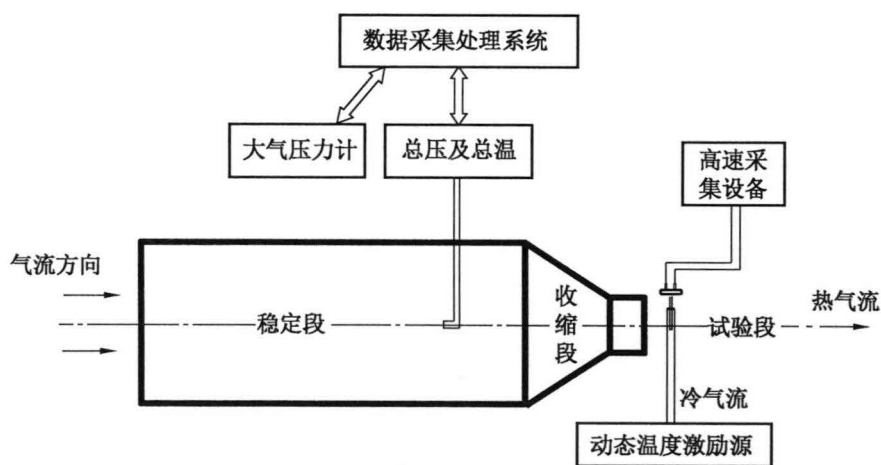 数据采集处理系统
大气压力计
总压及总温
高速采
集设备
气流方向
稳定段
收
缩
段
热气流
试验段
冷气流
动态温度激励源